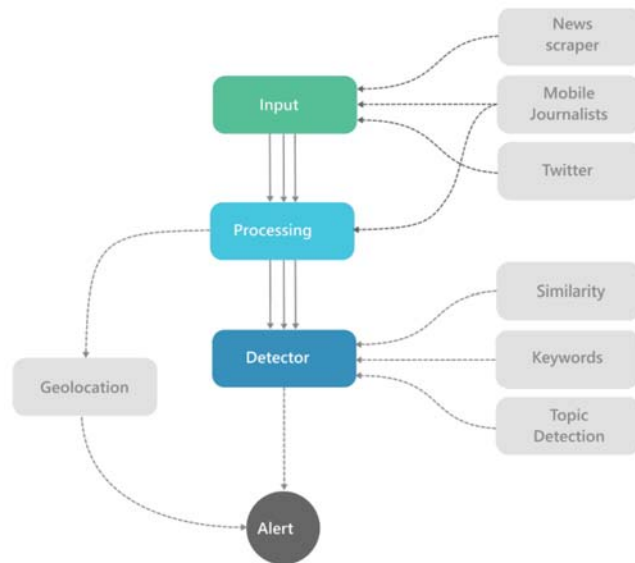 News
scraper
Input
Mobile
Journalists
Twitter
Processing
Similarity
Detector
Keywords
Geolocation
Topic
Detection
Alert